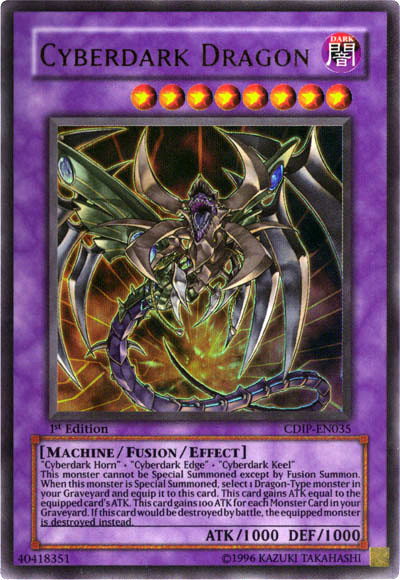 CYBERDARK DRAGON
DARK
闇
1st Edition
CDIP-EN035
[MACHINE/FUSION/EFFECT]
"Cyberdark Horn" · "Cyberdark Edge" · "Cyberdark Keel"
This monster cannot be Special Summoned except by Fusion Summon.
When this monster is Special Summoned, select 1 Dragon-Type monster in
your Graveyard and equip it to this card. This card gains ATK equal to the
equipped card's ATK. This card gains 100 ATK for each Monster Card in your
Graveyard. If this card would be destroyed by battle, the equipped monster
is destroyed instead.
ATK/1000 DEF/1000
40418351
©1996 KAZUKI TAKAHASHI